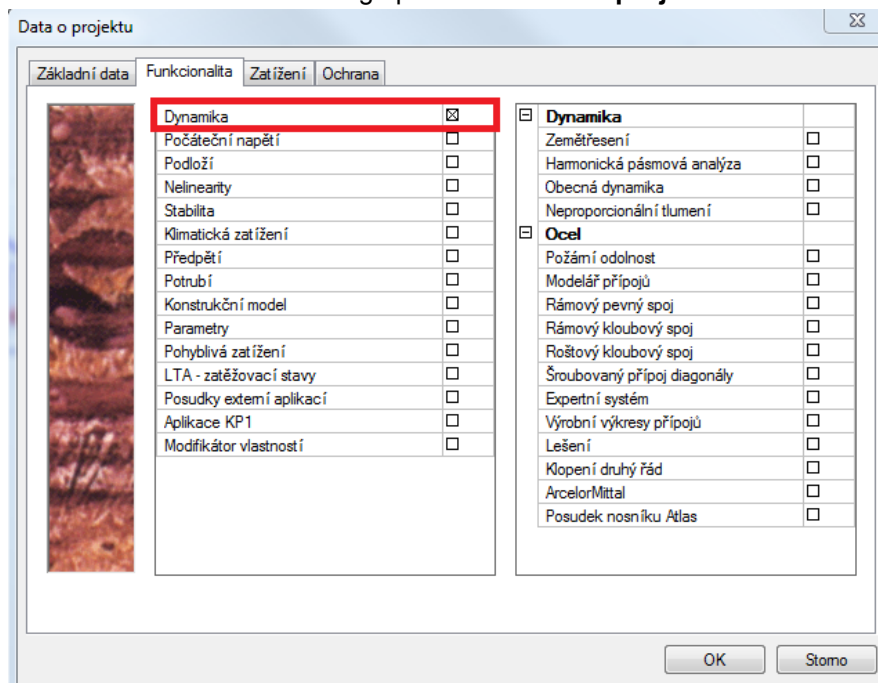 Data o projektu
Základní data Funkcionalita Zatížení Ochrana
Dynamika
Počáteční napětí
Podloží
Nelinearity
Stabilita
Klimatická zatížení
Předpětí
Potrubí
Konstrukční model
Parametry
Pohyblivá zatížení
LTA - zatěžovací stavy
Posudky externí aplikací
Aplikace KP1
Modifikátor vlastností
Dynamika
Zemětřesení
Harmonická pásmová analýza
Obecná dynamika
Neproporcionální tlumení
Ocel
Požární odolnost
Modelář přípojů
Rámový pevný spoj
Rámový kloubový spoj
Roštový kloubový spoj
Šroubovaný přípoj diagonály
Expertní systém
Výrobní výkresy přípojů
Lešení
Klopení druhý řád
ArcelorMittal
Posudek nosníku Atlas
OK Storno